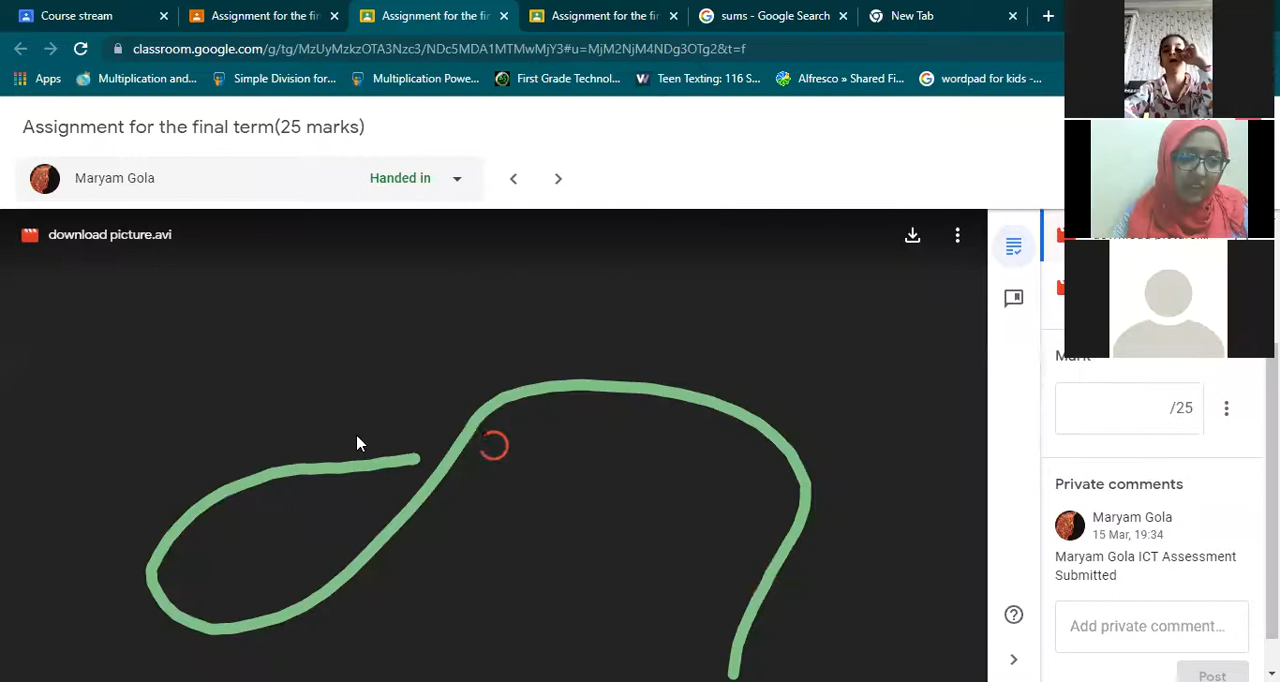 Course stream
Assignment for the fir
Assignment for the fir
Assignment for the fir
sums - Google Search
New Tab
classroom.google.com/g/tg/MzUyMzkzOTA3Nzc3/NDc5MDA1MTMwMjY3#u=MjM2NjM4NDg3OTg2&t=f
Apps
Multiplication and...
Simple Division for...
Multiplication Powe...
First Grade Technol...
Teen Texting: 116 S...
Alfresco » Shared Fi...
wordpad for kids -...
Assignment for the final term(25 marks)
Maryam Gola
Handed in
download picture.avi
/25
Private comments
Maryam Gola
15 Mar, 19:34
Maryam Gola ICT Assessment
Submitted
Add private comment...
Post